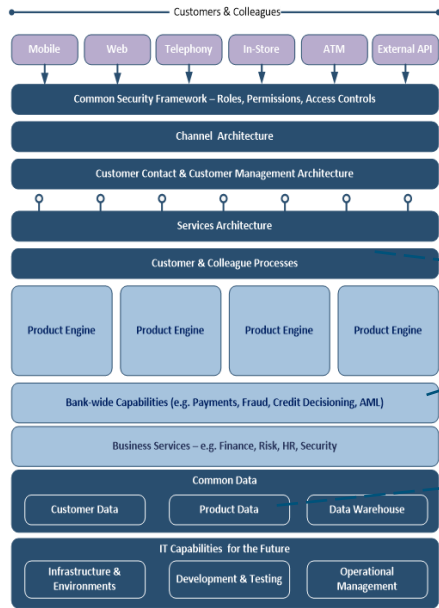 Customers & Colleagues
Mobile
Web
Telephony
In-Store
ATM
External API
Common Security Framework – Roles, Permissions, Access Controls
Channel Architecture
Customer Contact & Customer Management Architecture
Services Architecture
Customer & Colleague Processes
Product Engine
Product Engine
Product Engine
Product Engine
Bank-wide Capabilities (e.g. Payments, Fraud, Credit Decisioning, AML)
Business Services – e.g. Finance, Risk, HR, Security
Common Data
Customer Data
Product Data
Data Warehouse
IT Capabilities for the Future
Infrastructure &
Environments
Development & Testing
Operational
Management